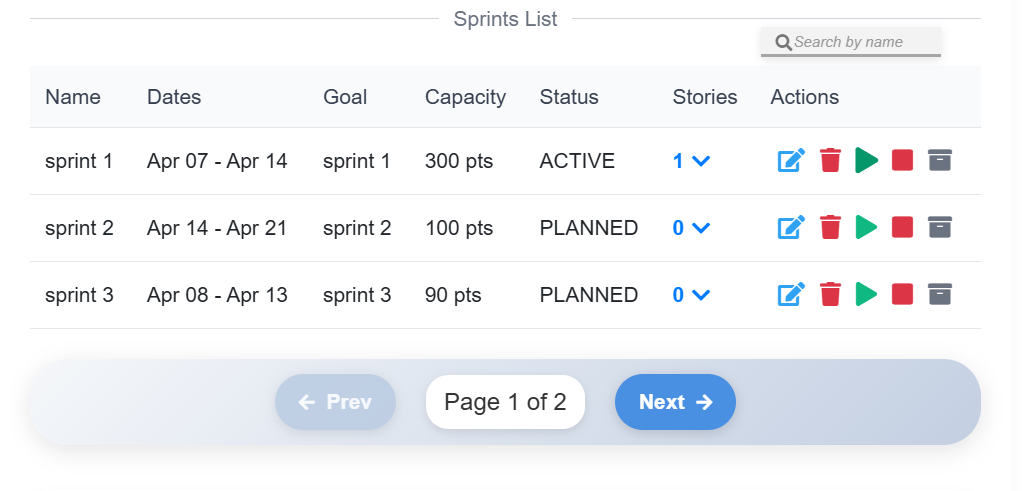 Sprints List
Search by name
Name Dates Goal Capacity Status Stories Actions
sprint 1 Apr 07 - Apr 14 sprint 1 300 pts ACTIVE 1
sprint 2 Apr 14 - Apr 21 sprint 2 100 pts PLANNED 0
sprint 3 Apr 08 - Apr 13 sprint 3 90 pts PLANNED 0
Prev Page 1 of 2 Next